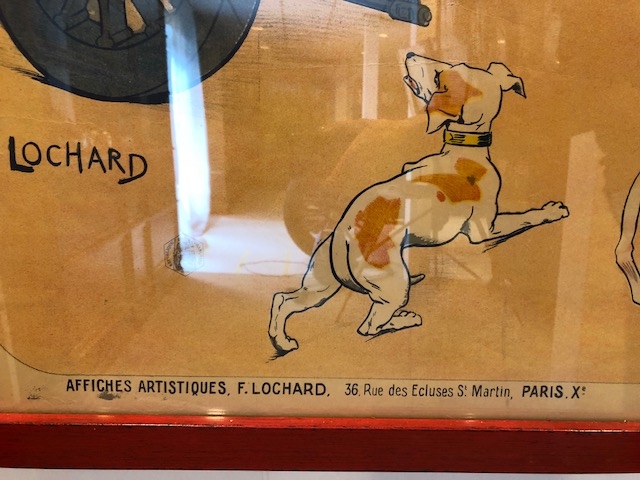 LOCHARD
AFFICHES ARTISTIQUES, F. LOCHARD, 36, Rue des Ecluses St Martin, PARIS. Xe